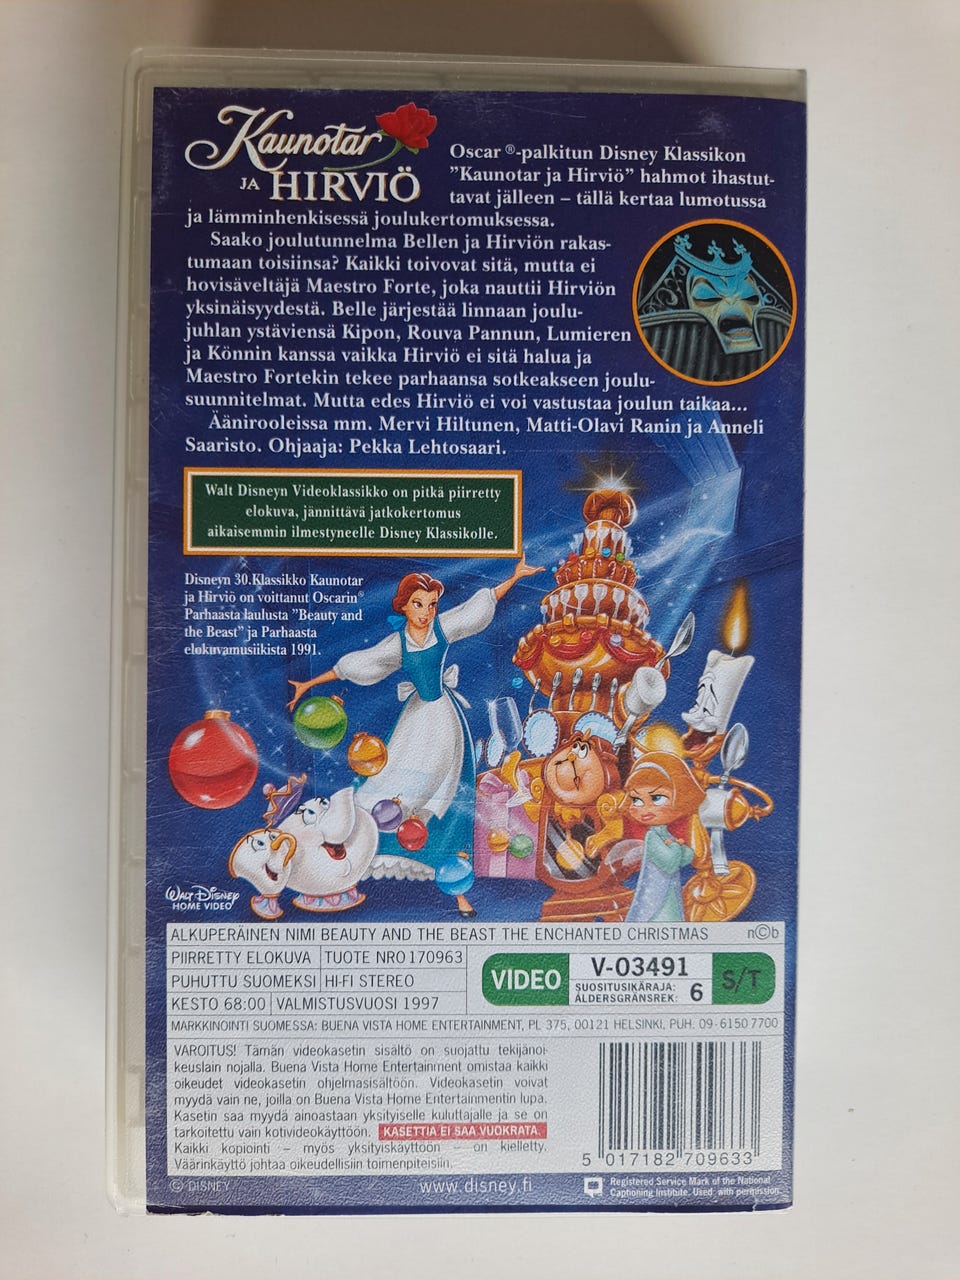 Kaunotar
JA HIRVIÖ
Oscar®-palkitun Disney Klassikon
”Kaunotar ja Hirviö” hahmot ihastut-
tavat jälleen – tällä kertaa lumotussa
ja lämminhenkisessä joulukertomuksessa.
Saako joulutunnelma Bellen ja Hirviön rakas-
tumaan toisiinsa? Kaikki toivovat sitä, mutta ei
hovisäveltäjä Maestro Forte, joka nauttii Hirviön
yksinäisyydestä. Belle järjestää linnaan joulu-
juhlan ystäviensä Kipon, Rouva Pannun, Lumieren
ja Könnin kanssa vaikka Hirviö ei sitä halua ja
Maestro Fortekin tekee parhaansa sotkeakseen joulu-
suunnitelmat. Mutta edes Hirviö ei voi vastustaa joulun taikaa...
Äänirooleissa mm. Mervi Hiltunen, Matti-Olavi Ranin ja Anneli
Saaristo. Ohjaaja: Pekka Lehtosaari.
Walt Disneyn Videoklassikko on pitkä piirretty
elokuva, jännittävä jatkokertomus
aikaisemmin ilmestyneelle Disney Klassikolle.
Disneyn 30.Klassikko Kaunotar
ja Hirviö on voittanut Oscarin®
Parhaasta laulusta ”Beauty and
the Beast” ja Parhaasta
elokuvamusiikista 1991.
WALT DISNEY
HOME VIDEO
ALKUPERÄINEN NIMI BEAUTY AND THE BEAST THE ENCHANTED CHRISTMAS n©b
PIIRRETTY ELOKUVA TUOTE NRO 170963
PUHUTTU SUOMEKSI HI-FI STEREO
KESTO 68:00 VALMISTUSVUOSI 1997
VIDEO V-03491 S/T
SUOSITUSIKÄRAJA:
ÅLDERSGRÄNSREK: 6
MARKKINOINTI SUOMESSA: BUENA VISTA HOME ENTERTAINMENT, PL 375, 00121 HELSINKI, PUH. 09-6150 7700
VAROITUS! Tämän videokasetin sisältö on suojattu tekijänoi-
keuslain nojalla. Buena Vista Home Entertainment omistaa kaikki
oikeudet videokasetin ohjelmasisältöön. Videokasetin voivat
myydä vain ne, joilla on Buena Vista Home Entertainmentin lupa.
Kasetin saa myydä ainoastaan yksityiselle kuluttajalle ja se on
tarkoitettu vain kotivideokäyttöön. KASETTIA EI SAA VUOKRATA.
Kaikki kopiointi – myös yksityiskäyttöön – on kielletty.
Väärinkäyttö johtaa oikeudellisiin toimenpiteisiin.
5 017182 709633
© DISNEY
www.disney.fi
Registered Service Mark of the National
Captioning Institute. Used with permission.